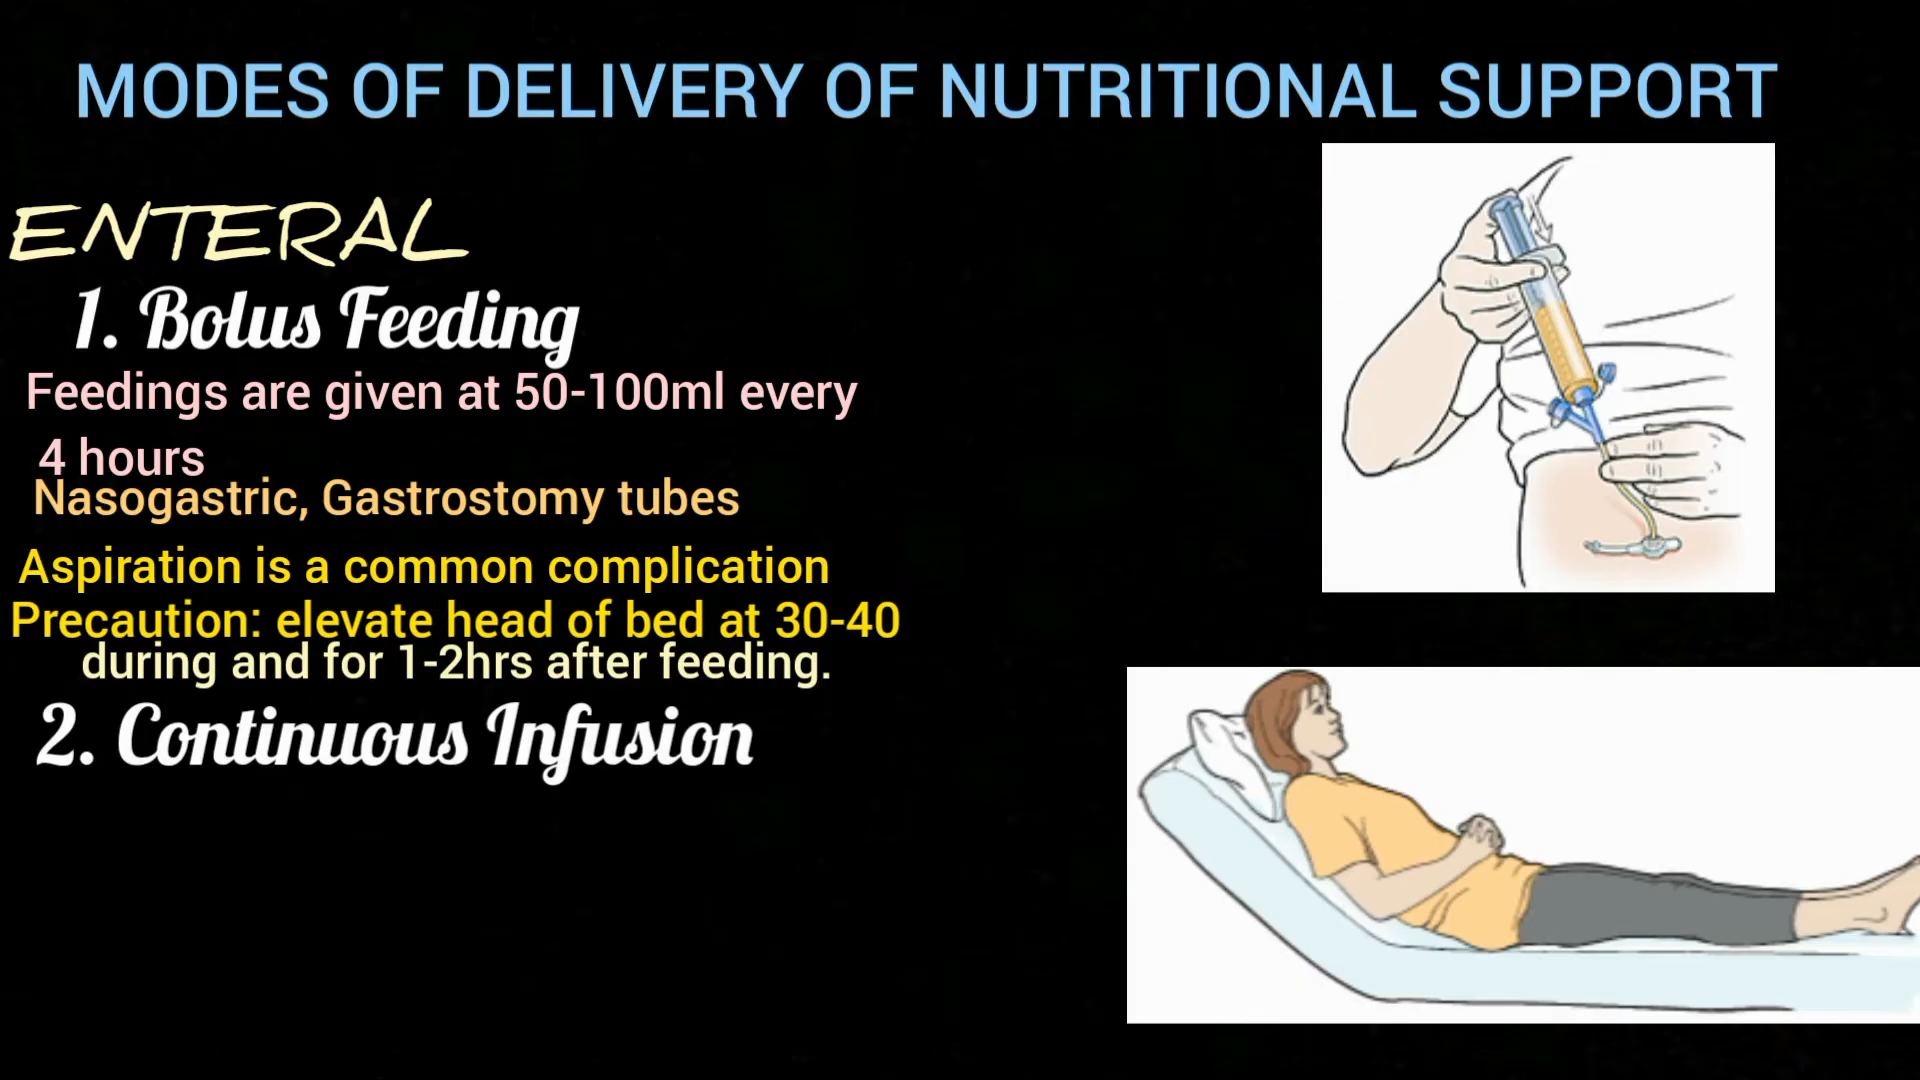 MODES OF DELIVERY OF NUTRITIONAL SUPPORT
ENTERAL
1. Bolus Feeding
Feedings are given at 50-100ml every
4 hours
Nasogastric, Gastrostomy tubes
Aspiration is a common complication
Precaution: elevate head of bed at 30-40
during and for 1-2hrs after feeding.
2. Continuous Infusion